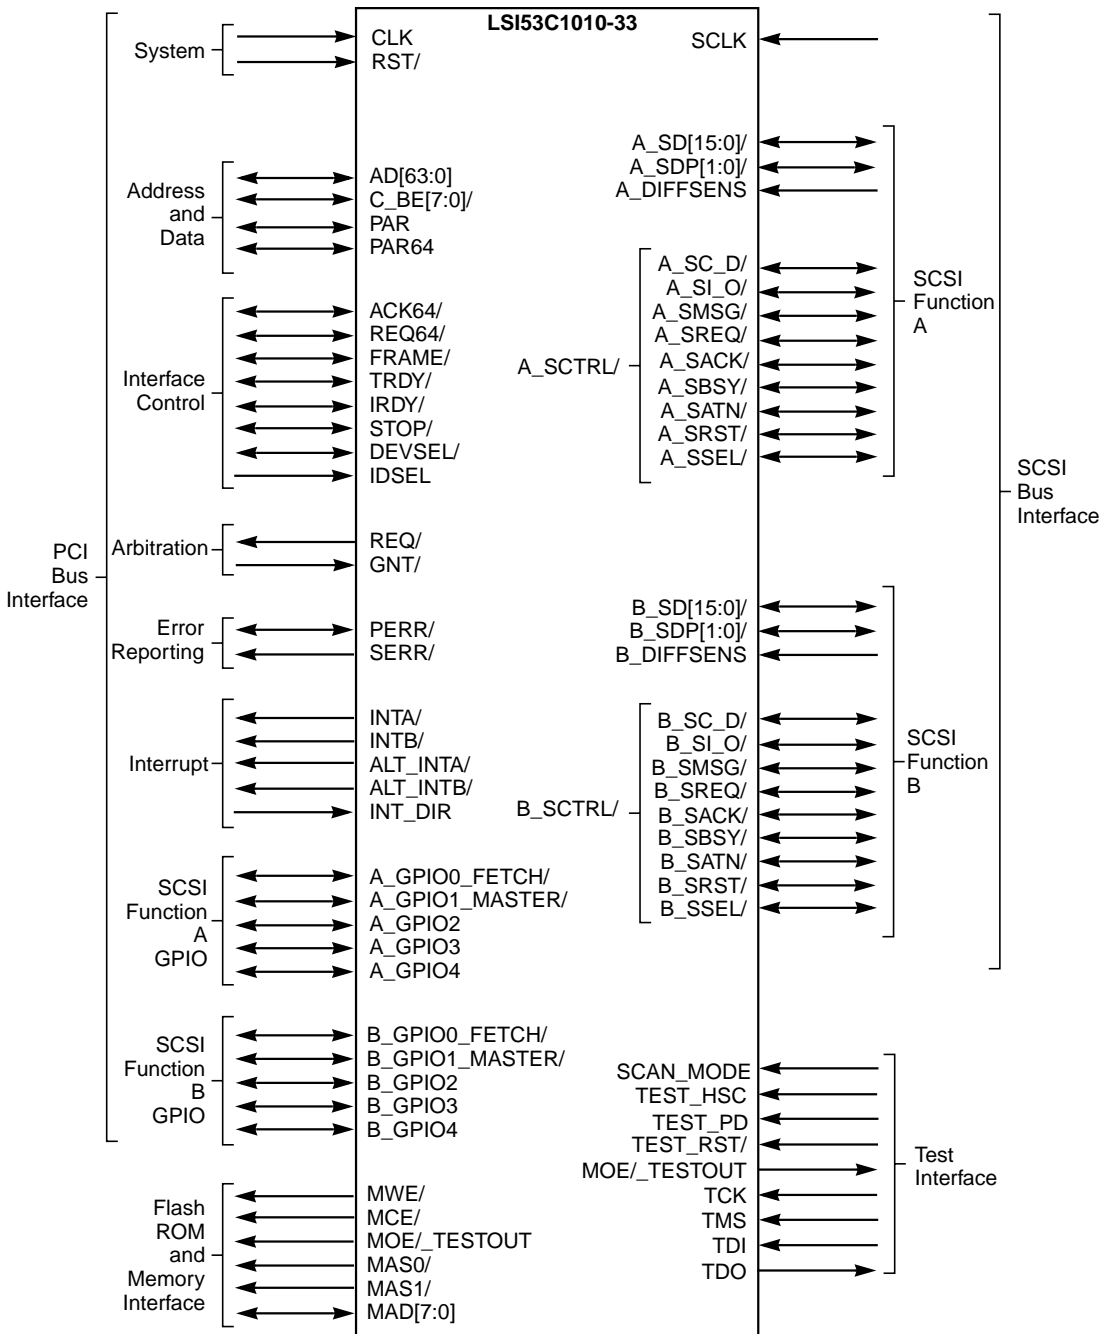 LSI53C1010-33
PCI
Bus
Interface
System
CLK
RST/
Address
and
Data
AD[63:0]
C_BE[7:0]/
PAR
PAR64
Interface
Control
ACK64/
REQ64/
FRAME/
TRDY/
IRDY/
STOP/
DEVSEL/
IDSEL
Arbitration
REQ/
GNT/
Error
Reporting
PERR/
SERR/
Interrupt
INTA/
INTB/
ALT_INTA/
ALT_INTB/
INT_DIR
SCSI
Function
A
GPIO
A_GPIO0_FETCH/
A_GPIO1_MASTER/
A_GPIO2
A_GPIO3
A_GPIO4
SCSI
Function
B
GPIO
B_GPIO0_FETCH/
B_GPIO1_MASTER/
B_GPIO2
B_GPIO3
B_GPIO4
Flash
ROM
and
Memory
Interface
MWE/
MCE/
MOE/_TESTOUT
MAS0/
MAS1/
MAD[7:0]
SCLK
A_SD[15:0]/
A_SDP[1:0]/
A_DIFFSENS
A_SCTRL/
A_SC_D/
A_SI_O/
A_SMSG/
A_SREQ/
A_SACK/
A_SBSY/
A_SATN/
A_SRST/
A_SSEL/
SCSI
Function
A
SCSI
Bus
Interface
B_SD[15:0]/
B_SDP[1:0]/
B_DIFFSENS
B_SCTRL/
B_SC_D/
B_SI_O/
B_SMSG/
B_SREQ/
B_SACK/
B_SBSY/
B_SATN/
B_SRST/
B_SSEL/
SCSI
Function
B
SCAN_MODE
TEST_HSC
TEST_PD
TEST_RST/
MOE/_TESTOUT
TCK
TMS
TDI
TDO
Test
Interface